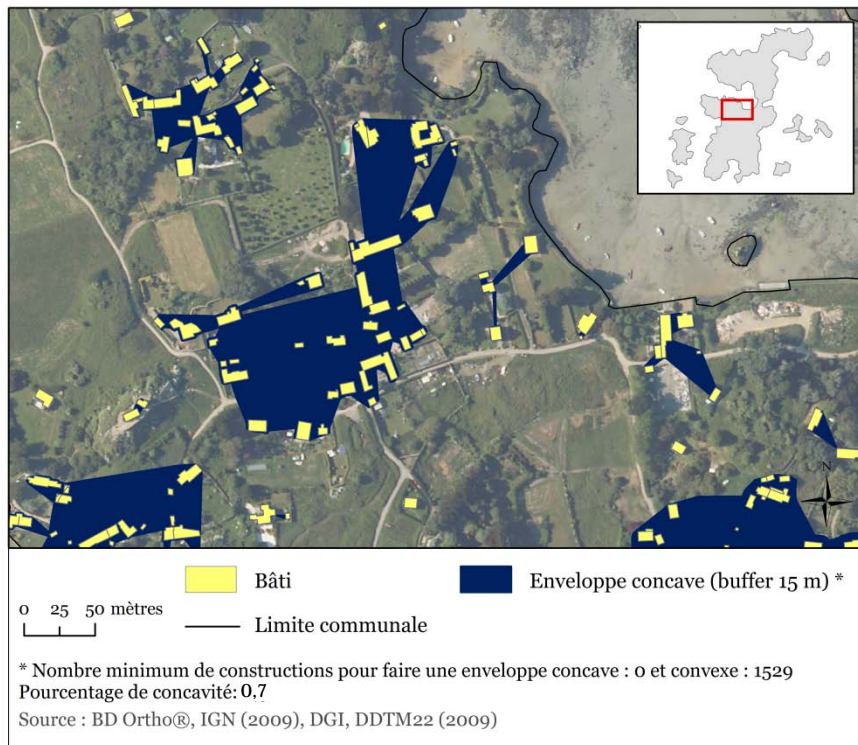 N
Bâti
Enveloppe concave (buffer 15 m) *
0 25 50 mètres
Limite communale
* Nombre minimum de constructions pour faire une enveloppe concave : 0 et convexe : 1529
Pourcentage de concavité: 0,7
Source : BD Ortho®, IGN (2009), DGI, DDTM22 (2009)